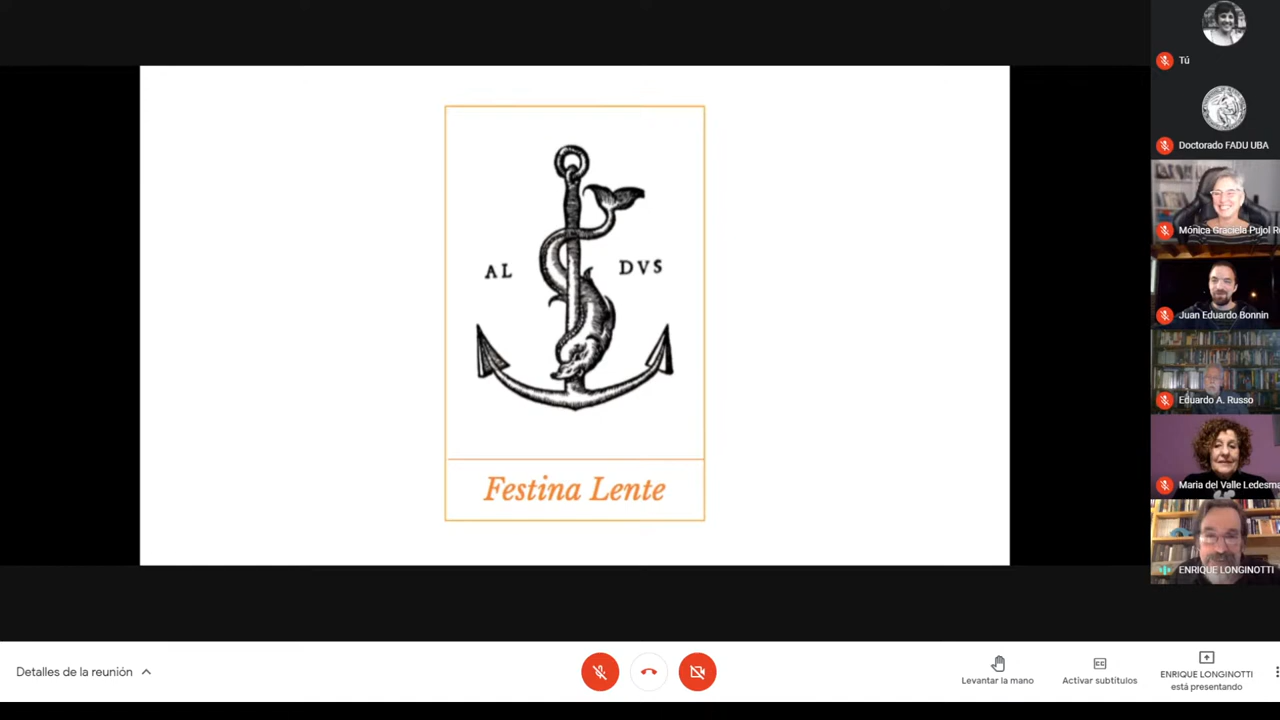 AL DVS
Festina Lente
Tú
Doctorado FADU UBA
Mónica Graciela Pujol R
Juan Eduardo Bonnin
Eduardo A. Russo
Maria del Valle Ledesma
ENRIQUE LONGINOTTI
Detalles de la reunión
Levantar la mano
CC
Activar subtítulos
ENRIQUE LONGINOTTI
está presentando